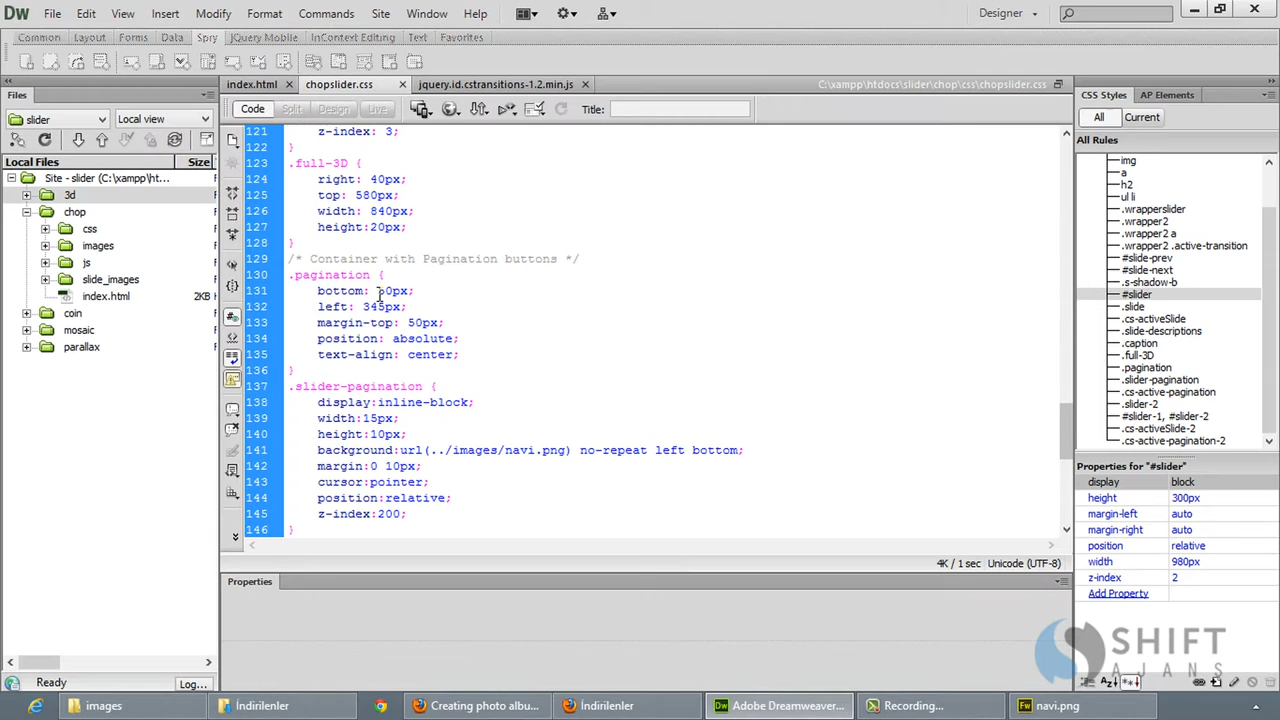 Dw File Edit View Insert Modify Format Commands Site Window Help Designer
Common Layout Forms Data Spry jQuery Mobile InContext Editing Text Favorites
Files
index.html chopslider.css jquery.id.cstransitions-1.2.min.js C:\xampp\htdocs\slider\chop\css\chopslider.css
CSS Styles AP Elements
slider Local view
Code Split Design Live Title:
All Current
Local Files Size
All Rules
Site - slider (C:\xampp\ht...
3d
chop
css
images
js
slide_images
index.html 2KB
coin
mosaic
parallax
121 z-index: 3;
122 }
123 .full-3D {
124 right: 40px;
125 top: 580px;
126 width: 840px;
127 height:20px;
128 }
129 /* Container with Pagination buttons */
130 .pagination {
131 bottom:
132 left: 345px;
133 margin-top: 50px;
134 position: absolute;
135 text-align: center;
136 }
137 .slider-pagination {
138 display:inline-block;
139 width:15px;
140 height:10px;
141 background:url(../images/navi.png) no-repeat left bottom;
142 margin:0 10px;
143 cursor:pointer;
144 position:relative;
145 z-index:200;
146 }
img
a
h2
ul li
.wrapperslider
.wrapper2
.wrapper2 a
.wrapper2 .active-transition
#slide-prev
#slide-next
.s-shadow-b
#slider
.slide
.cs-activeSlide
.slide-descriptions
.caption
.full-3D
.pagination
.slider-pagination
.cs-active-pagination
.slider-2
#slider-1, #slider-2
.cs-activeSlide-2
.cs-active-pagination-2
Properties for "#slider"
display block
height 300px
margin-left auto
margin-right auto
position relative
width 980px
z-index 2
Add Property
4K / 1 sec Unicode (UTF-8)
Properties
SHIFT
AJANS
Ready Log...
images
İndirilenler
Creating photo albu...
İndirilenler
Adobe Dreamweaver...
Recording...
navi.png